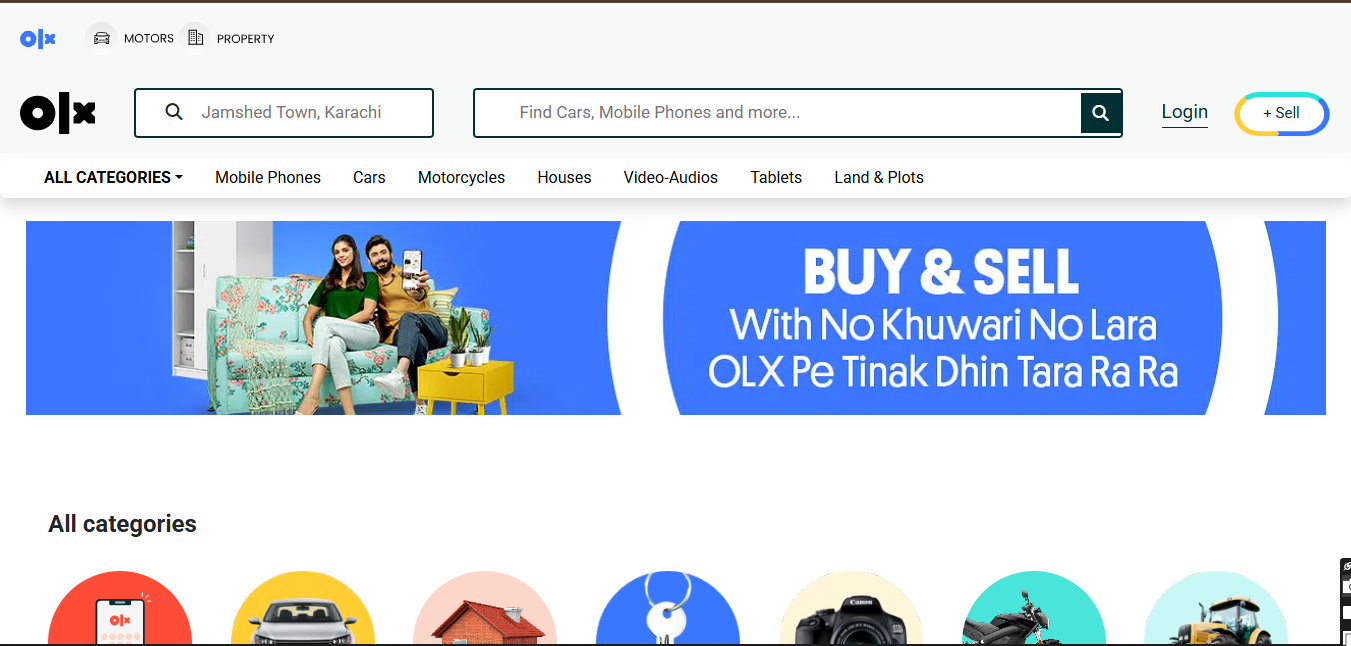 olx MOTORS PROPERTY
olx Jamshed Town, Karachi Find Cars, Mobile Phones and more... Login + Sell
ALL CATEGORIES Mobile Phones Cars Motorcycles Houses Video-Audios Tablets Land & Plots
BUY & SELL
With No Khuwari No Lara
OLX Pe Tinak Dhin Tara Ra Ra
All categories
olx
Canon